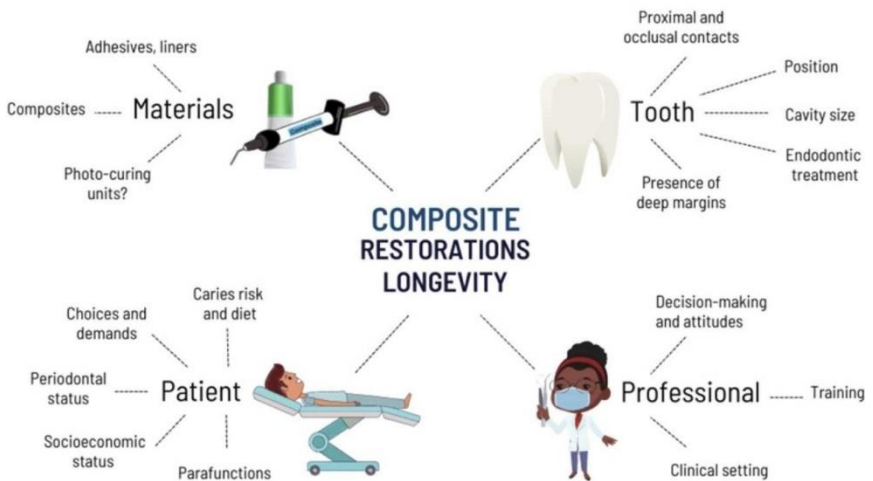 Proximal and
occlusal contacts
Adhesives, liners
Position
Composites
Materials
Composite
Tooth
Cavity size
Photo-curing
units?
Endodontic
treatment
Presence of
deep margins
COMPOSITE
RESTORATIONS
LONGEVITY
Caries risk
and diet
Choices and
demands
Decision-making
and attitudes
Periodontal
status
Patient
Professional
Training
Socioeconomic
status
Parafunctions
Clinical setting